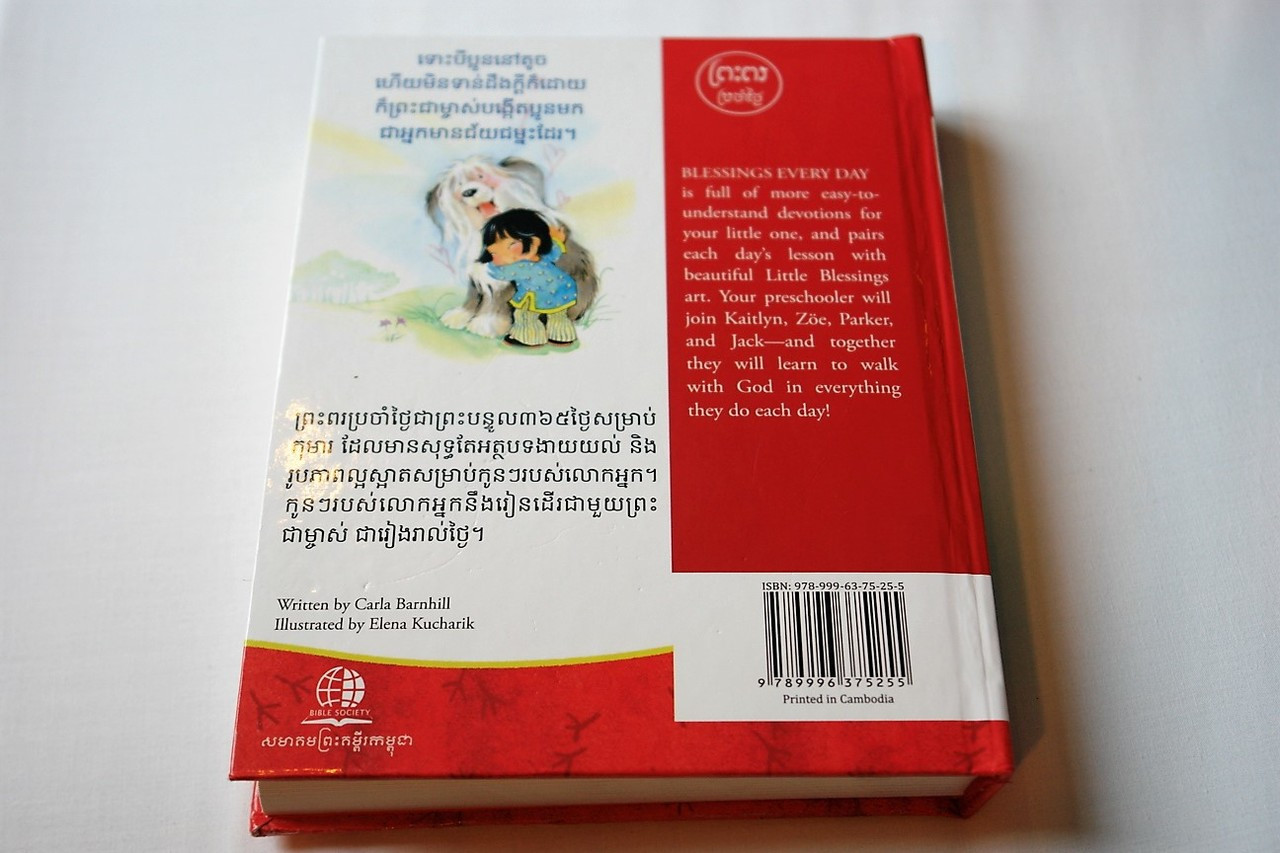 ទោះបីប្អូននៅតូច
ហើយមិនទាន់ដឹងក្ដីក៏ដោយ
ក៏ព្រះជាម្ចាស់បង្កើតប្អូនមក
ជាអ្នកមានជ័យជម្នះដែរ។
ព្រះពរប្រចាំថ្ងៃជាព្រះបន្ទូល៣៦៥ថ្ងៃសម្រាប់
កុមារ ដែលមានសុទ្ធតែអត្ថបទងាយយល់ និង
រូបភាពល្អស្អាតសម្រាប់កូនៗរបស់លោកអ្នក។
កូនៗរបស់លោកអ្នកនឹងរៀនដើរជាមួយព្រះ
ជាម្ចាស់ ជារៀងរាល់ថ្ងៃ។
Written by Carla Barnhill
Illustrated by Elena Kucharik
BIBLE SOCIETY
សមាគមព្រះគម្ពីរកម្ពុជា
ព្រះពរ
ប្រចាំថ្ងៃ
BLESSINGS EVERY DAY
is full of more easy-to-
understand devotions for
your little one, and pairs
each day's lesson with
beautiful Little Blessings
art. Your preschooler will
join Kaitlyn, Zöe, Parker,
and Jack—and together
they will learn to walk
with God in everything
they do each day!
ISBN: 978-999-63-75-25-5
9 789996 375255
Printed in Cambodia